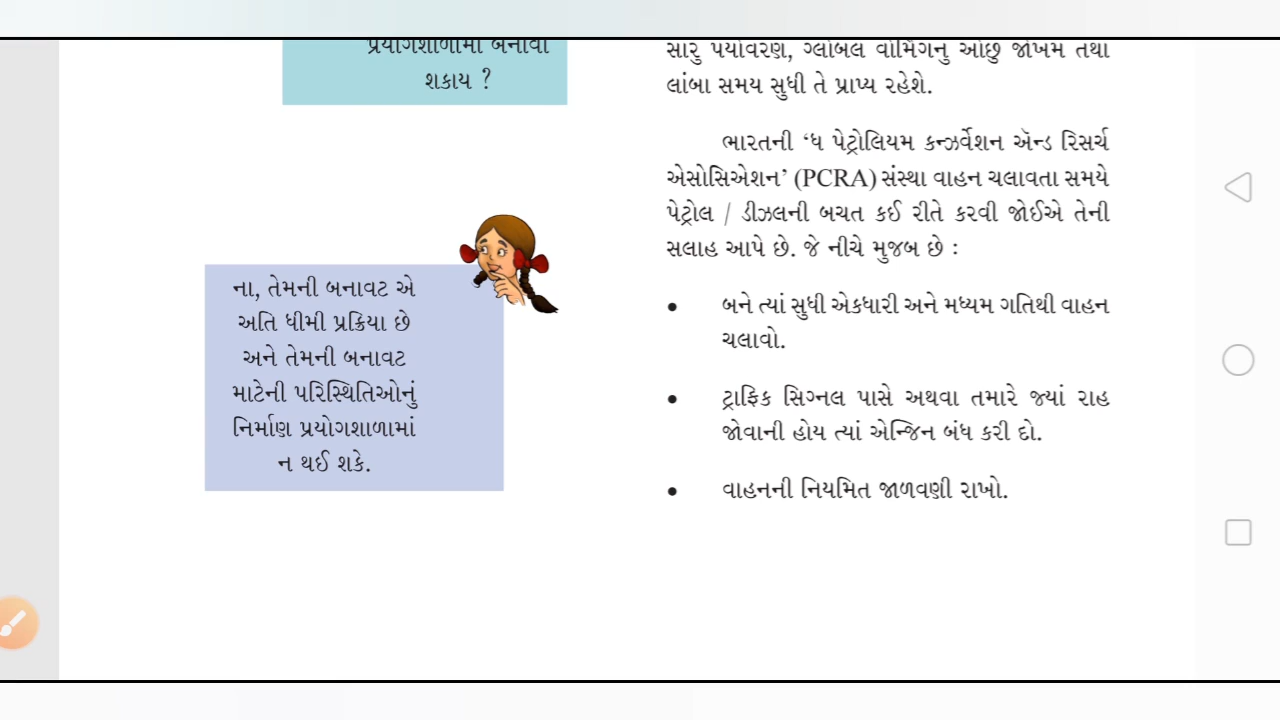 પ્રયોગશાળામાં બનાવી
શકાય ?
ના, તેમની બનાવટ એ
અતિ ધીમી પ્રક્રિયા છે
અને તેમની બનાવટ
માટેની પરિસ્થિતિઓનું
નિર્માણ પ્રયોગશાળામાં
ન થઈ શકે.
સારું પર્યાવરણ, ગ્લોબલ વોર્મિંગનું ઓછું જોખમ તથા
લાંબા સમય સુધી તે પ્રાપ્ય રહેશે.
ભારતની ‘ધ પેટ્રોલિયમ કન્ઝર્વેશન ઍન્ડ રિસર્ચ
એસોસિએશન’ (PCRA) સંસ્થા વાહન ચલાવતા સમયે
પેટ્રોલ / ડીઝલની બચત કઈ રીતે કરવી જોઈએ તેની
સલાહ આપે છે. જે નીચે મુજબ છે :
• બને ત્યાં સુધી એકધારી અને મધ્યમ ગતિથી વાહન
ચલાવો.
• ટ્રાફિક સિગ્નલ પાસે અથવા તમારે જ્યાં રાહ
જોવાની હોય ત્યાં એન્જિન બંધ કરી દો.
• વાહનની નિયમિત જાળવણી રાખો.